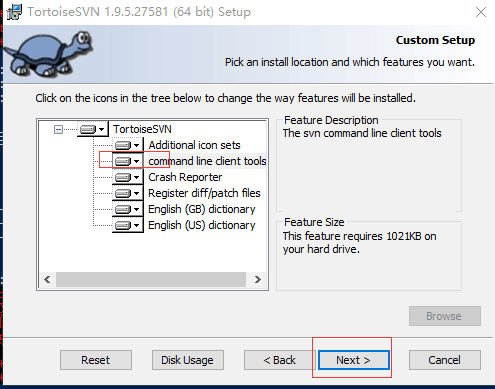 TortoiseSVN 1.9.5.27581 (64 bit) Setup
Custom Setup
Pick an install location and which features you want.
Click on the icons in the tree below to change the way features will be installed.
TortoiseSVN
Additional icon sets
command line client tools
Crash Reporter
Register diff/patch files
English (GB) dictionary
English (US) dictionary
Feature Description
The svn command line client tools
Feature Size
This feature requires 1021KB on
your hard drive.
Browse
Reset
Disk Usage
< Back
Next >
Cancel